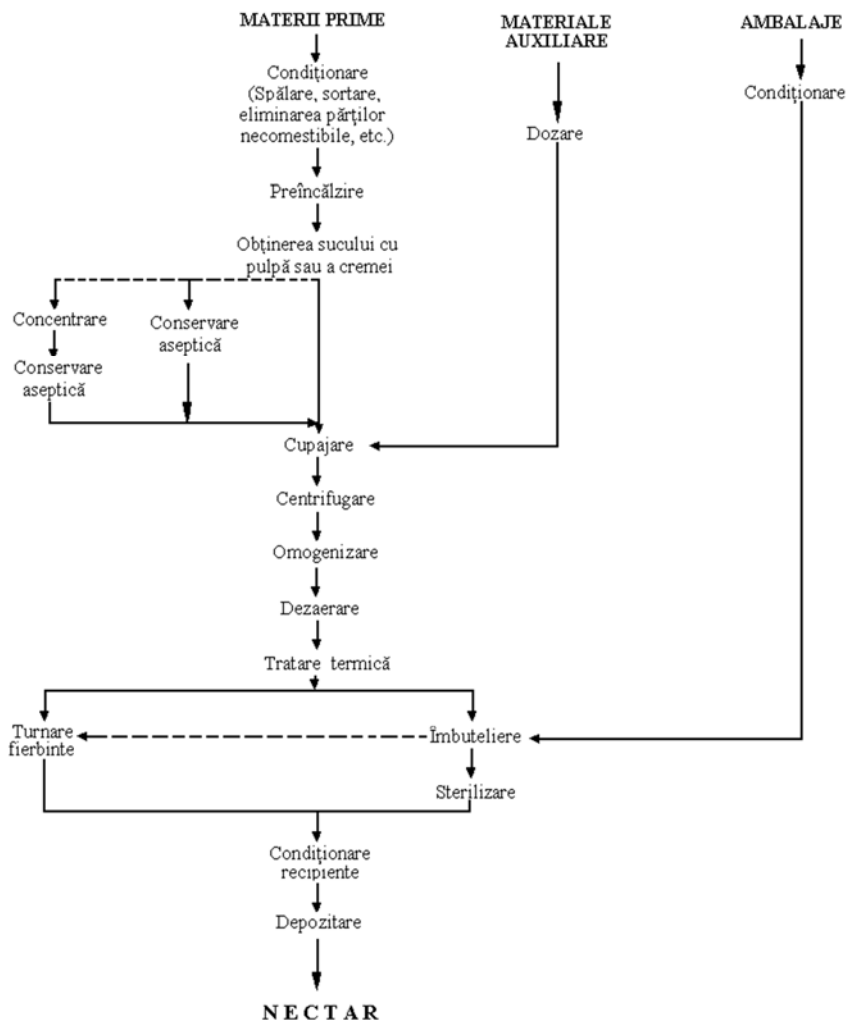 MATERII PRIME
MATERIALE
AUXILIARE
AMBALAJE
Condiționare
(Spălare, sortare,
eliminarea părților
necomestibile, etc.)
Condiționare
Dozare
Preîncălzire
Obținerea sucului cu
pulpă sau a cremei
Concentrare
Conservare
aseptică
Conservare
aseptică
Cupajare
Centrifugare
Omogenizare
Dezaerare
Tratare termică
Turnare
fierbinte
Îmbuteliere
Sterilizare
Condiționare
recipiente
Depozitare
NECTAR